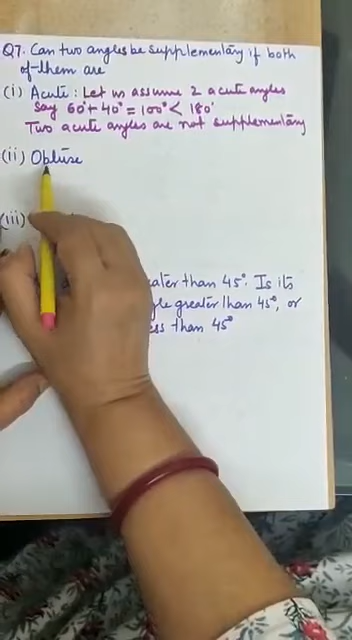 Q7. Can two angles be supplementary if both
of them are
(i) Acute : Let us assume 2 acute angles
Say 60° + 40° = 100° < 180°
Two acute angles are not supplementary
(ii) Obtuse
(iii)
greater than 45°. Is its
angle greater than 45°, or
less than 45°